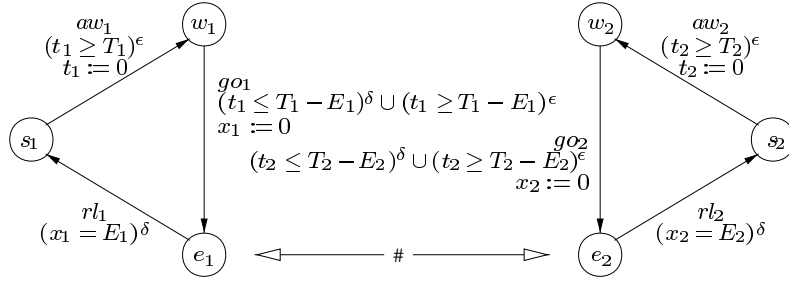 w₁
w₂
aw₁
(t₁ ≥ T₁)^ϵ
t₁ := 0
aw₂
(t₂ ≥ T₂)^ϵ
t₂ := 0
go₁
(t₁ ≤ T₁ − E₁)^δ ∪ (t₁ ≥ T₁ − E₁)^ϵ
x₁ := 0
s₁
s₂
go₂
(t₂ ≤ T₂ − E₂)^δ ∪ (t₂ ≥ T₂ − E₂)^ϵ
x₂ := 0
rl₁
(x₁ = E₁)^δ
rl₂
(x₂ = E₂)^δ
e₁
#
e₂